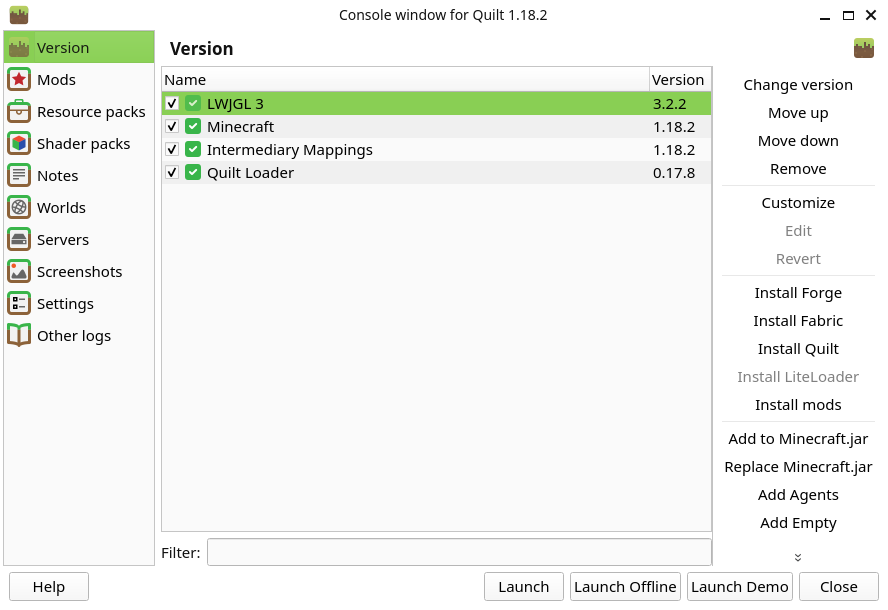 Console window for Quilt 1.18.2
Version
Mods
Resource packs
Shader packs
Notes
Worlds
Servers
Screenshots
Settings
Other logs
Version
Name Version
LWJGL 3 3.2.2
Minecraft 1.18.2
Intermediary Mappings 1.18.2
Quilt Loader 0.17.8
Filter:
Change version
Move up
Move down
Remove
Customize
Edit
Revert
Install Forge
Install Fabric
Install Quilt
Install LiteLoader
Install mods
Add to Minecraft.jar
Replace Minecraft.jar
Add Agents
Add Empty
Help Launch Launch Offline Launch Demo Close